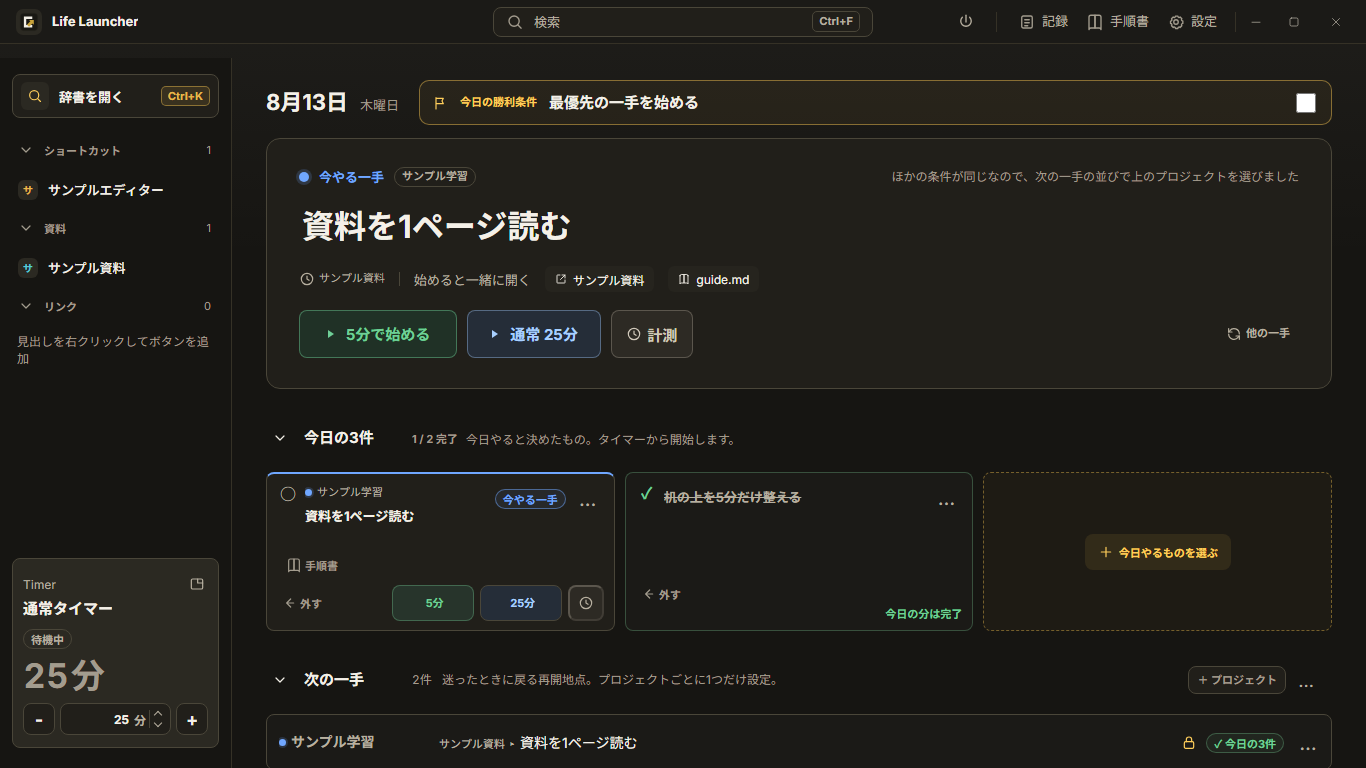 Life Launcher
検索
Ctrl+F
記録
手順書
設定
辞書を開く
Ctrl+K
ショートカット
1
サ
サンプルエディター
資料
1
サ
サンプル資料
リンク
0
見出しを右クリックしてボタンを追
加
Timer
通常タイマー
待機中
25分
-
25 分
+
8月13日
木曜日
今日の勝利条件
最優先の一手を始める
今やる一手
サンプル学習
ほかの条件が同じなので、次の一手の並びで上のプロジェクトを選びました
資料を1ページ読む
サンプル資料
始めると一緒に開く
サンプル資料
guide.md
5分で始める
通常 25分
計測
他の一手
今日の3件
1 / 2 完了
今日やると決めたもの。タイマーから開始します。
サンプル学習
今やる一手
...
資料を1ページ読む
手順書
外す
5分
25分
机の上を5分だけ整える
...
外す
今日の分は完了
+ 今日やるものを選ぶ
次の一手
2件
迷ったときに戻る再開地点。プロジェクトごとに1つだけ設定。
+ プロジェクト
...
サンプル学習
サンプル資料 ▸ 資料を1ページ読む
✓今日の3件
...